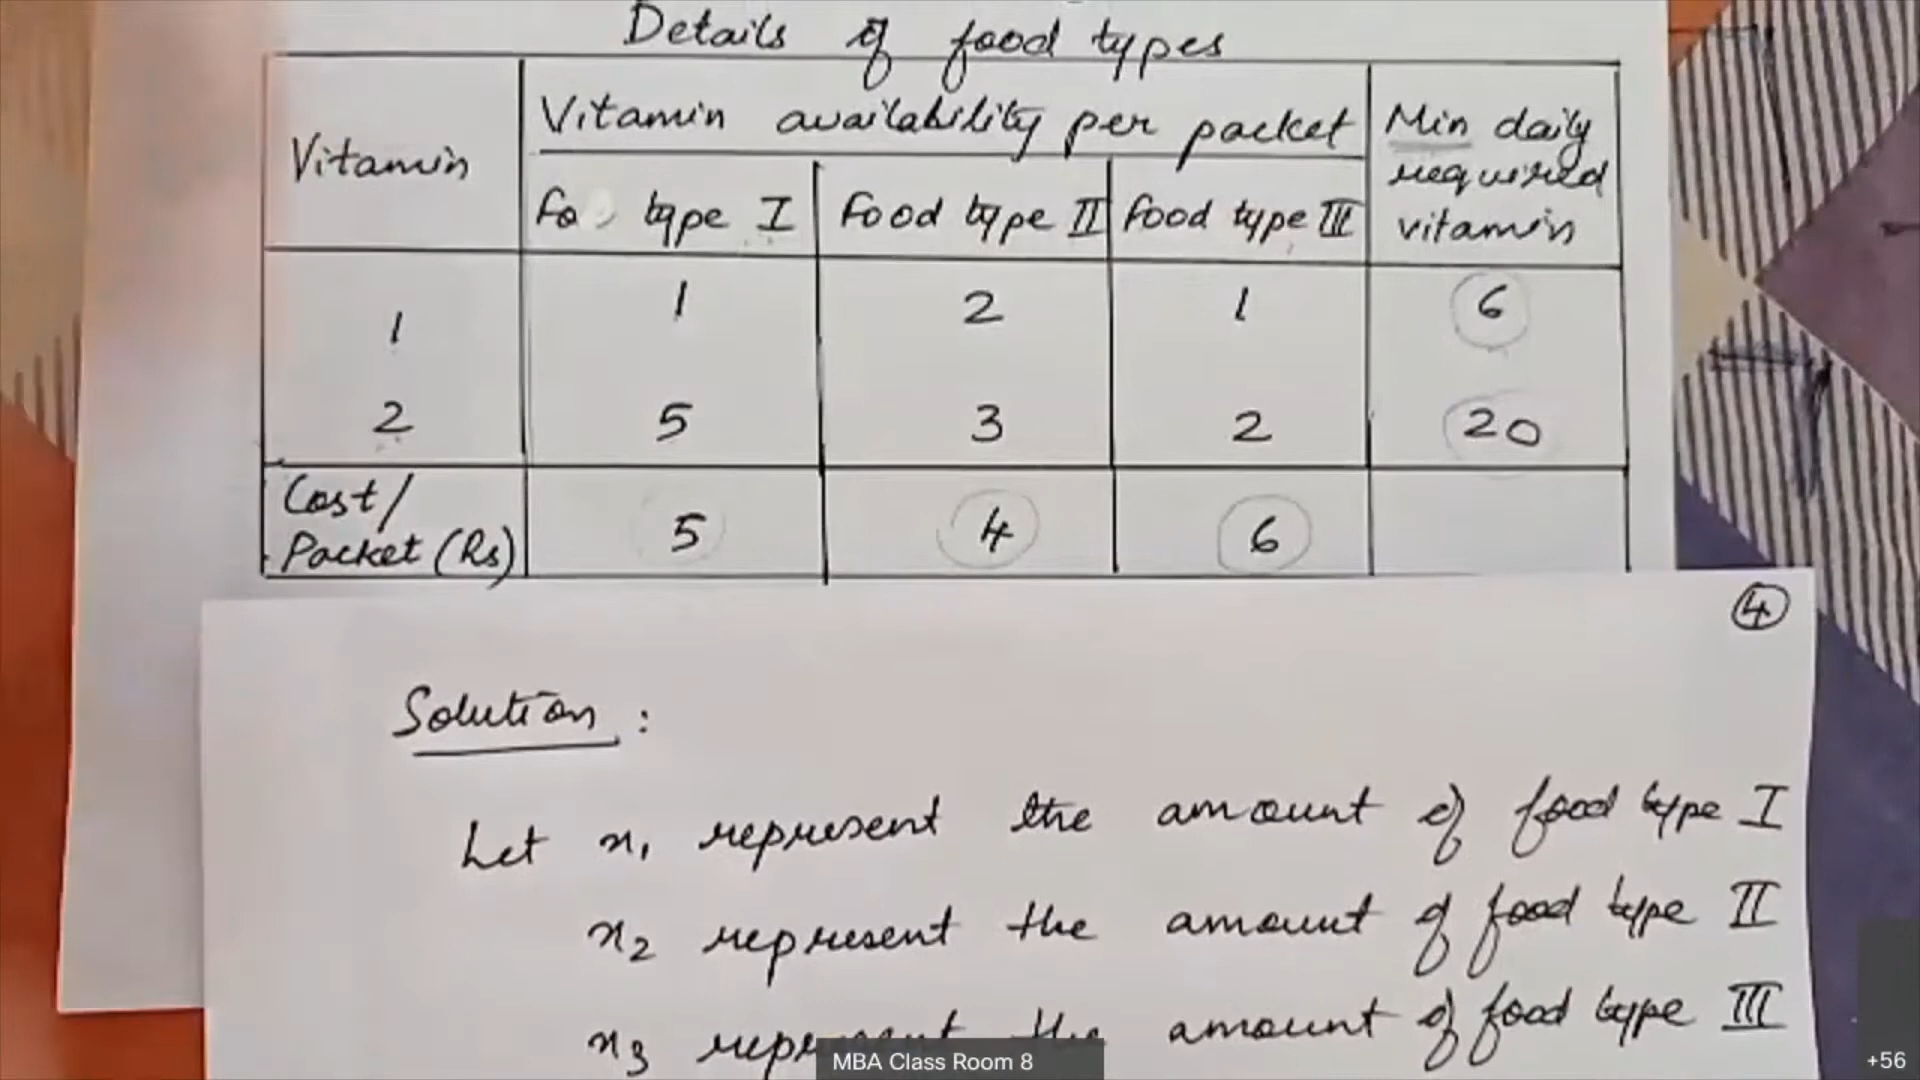 Details of food types
Vitamin
Vitamin availability per packet
Min daily required vitamin
type I
Food type II
food type III
1 1 2 1 6
2 5 3 2 20
Cost/ Packet (Rs) 5 4 6
4
Solution :
Let x1 represent the amount of food type I
x2 represent the amount of food type II
x3 represent the amount of food type III
MBA Class Room 8
+56